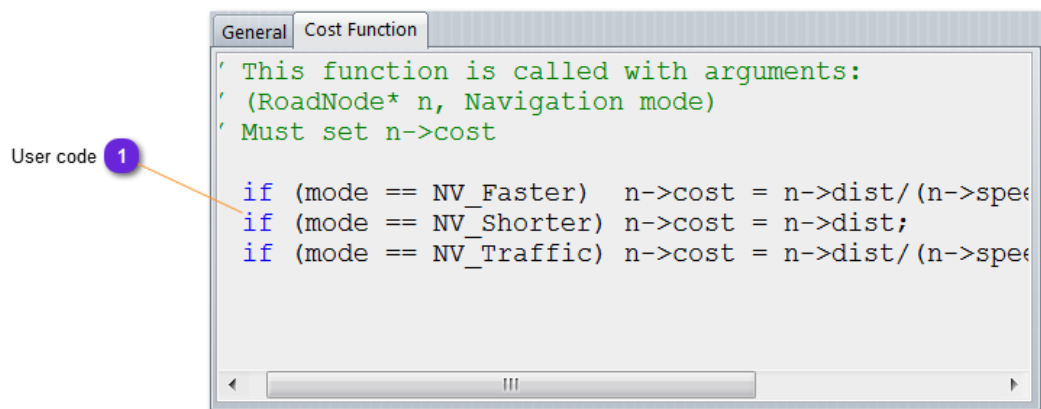 General Cost Function
' This function is called with arguments:
' (RoadNode* n, Navigation mode)
' Must set n->cost
User code 1
if (mode == NV_Faster) n->cost = n->dist/(n->spee
if (mode == NV_Shorter) n->cost = n->dist;
if (mode == NV_Traffic) n->cost = n->dist/(n->spee